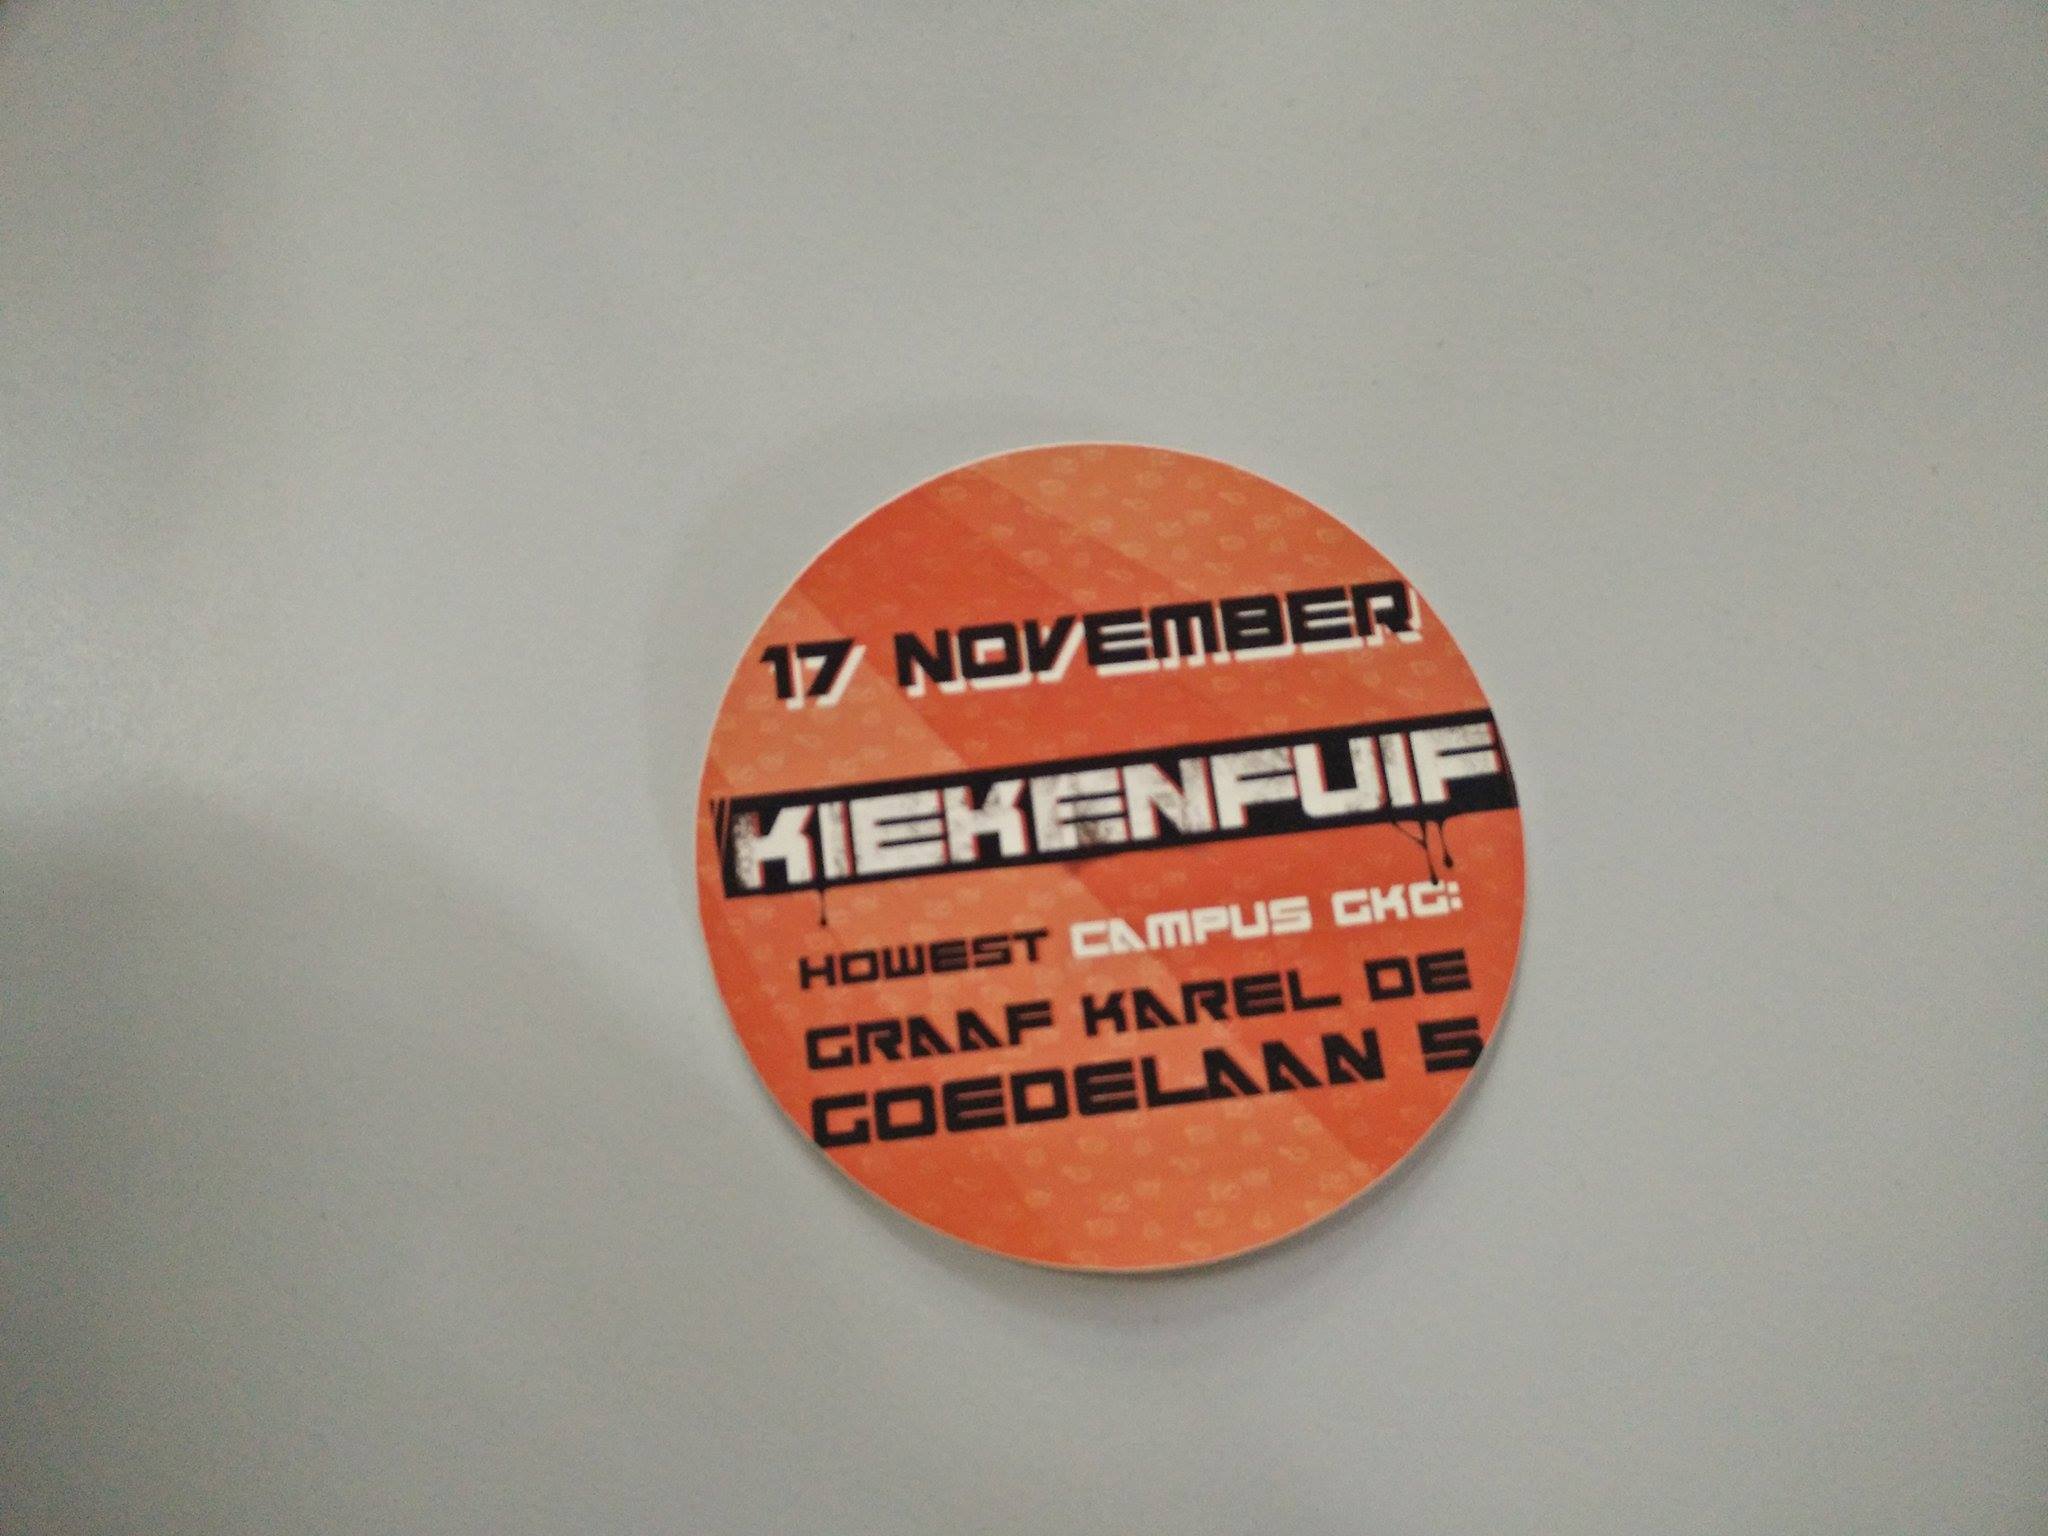 17 NOVEMBER
KIEKENFUIF
HOWEST CAMPUS GKG:
GRAAF KAREL DE
GOEDELAAN 5